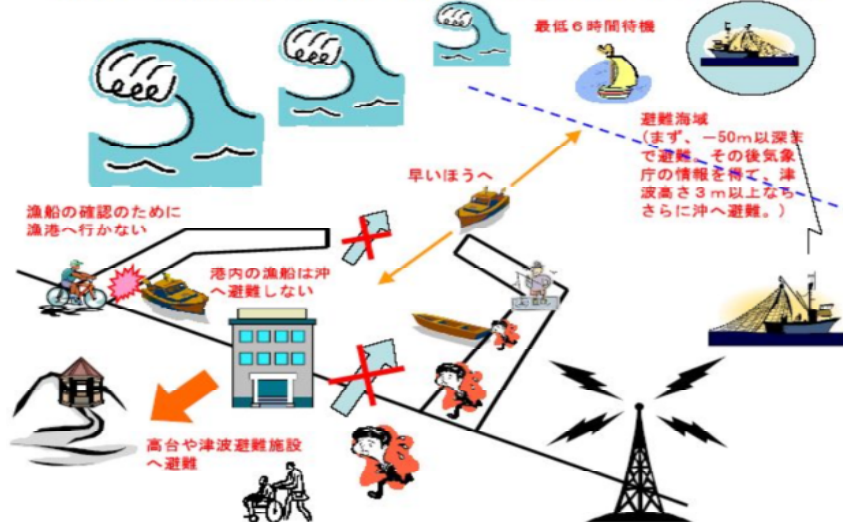 最低6時間待機
避難海域
(まず、-50m以深ま
で避難。その後気象
庁の情報を得て、津
波高さ3m以上なら
さらに沖へ避難。)
早いほうへ
漁船の確認のために
漁港へ行かない
港内の漁船は沖
へ避難しない
高台や津波避難施設
へ避難